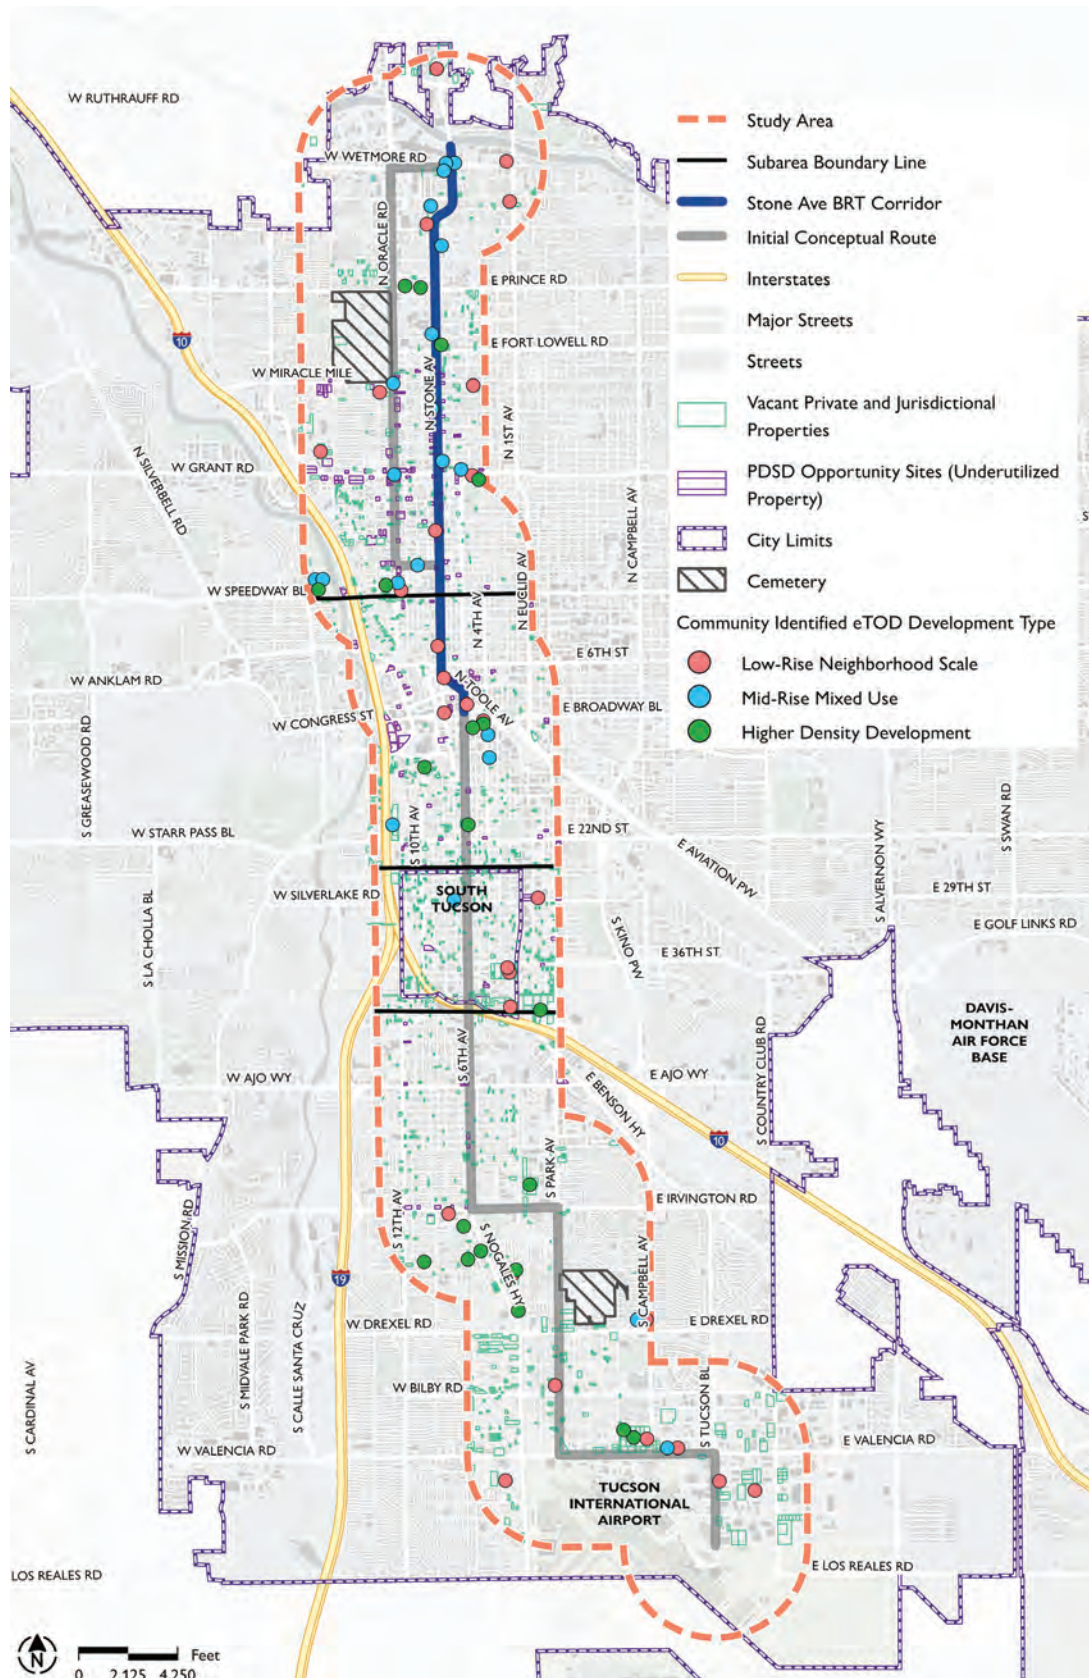 W RUTHRAUFF RD
W WETMORE RD
N ORACLE RD
E PRINCE RD
E FORT LOWELL RD
W MIRACLE MILE
N STONE AV
N 1ST AV
10
W GRANT RD
N SILVERBELL RD
N CAMPBELL AV
W SPEEDWAY BL
N EUCLID AV
N 4TH AV
E 6TH ST
W ANKLAM RD
N TOOLE AV
E BROADWAY BL
W CONGRESS ST
S GREASEWOOD RD
W STARR PASS BL
S 10TH AV
E 22ND ST
E AVIATION PW
S SWAN RD
S ALVERNON WY
E 29TH ST
W SILVERLAKE RD
SOUTH
TUCSON
S LA CHOLLA BL
S KINO PW
E 36TH ST
E GOLF LINKS RD
DAVIS-
MONTHAN
AIR FORCE
BASE
S 6TH AV
W AJO WY
E AJO WY
E BENSON HY
S COUNTRY CLUB RD
10
S PARK AV
E IRVINGTON RD
S MISSION RD
S 12TH AV
S NOGALES HY
19
S CAMPBELL AV
W DREXEL RD
E DREXEL RD
S CARDINAL AV
S MIDVALE PARK RD
S CALLE SANTA CRUZ
W BILBY RD
S TUCSON BL
W VALENCIA RD
E VALENCIA RD
TUCSON
INTERNATIONAL
AIRPORT
LOS REALES RD
E LOS REALES RD
Study Area
Subarea Boundary Line
Stone Ave BRT Corridor
Initial Conceptual Route
Interstates
Major Streets
Streets
Vacant Private and Jurisdictional
Properties
PDSD Opportunity Sites (Underutilized
Property)
City Limits
Cemetery
Community Identified eTOD Development Type
Low-Rise Neighborhood Scale
Mid-Rise Mixed Use
Higher Density Development
N
Feet
0 2,125 4,250